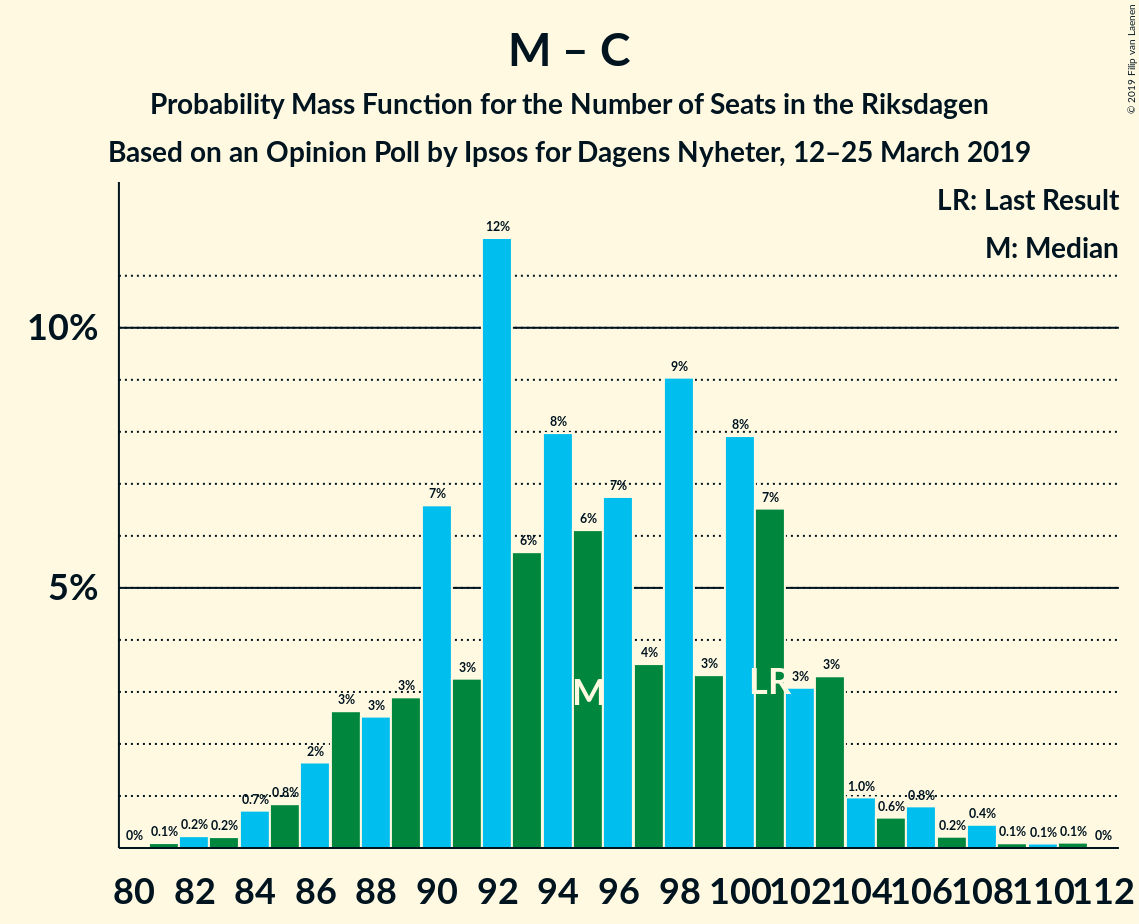 M – C
Probability Mass Function for the Number of Seats in the Riksdagen
Based on an Opinion Poll by Ipsos for Dagens Nyheter, 12–25 March 2019
© 2019 Filip van Laenen
LR: Last Result
M: Median
10%
5%
0% 0.1% 0.2% 0.2% 0.7% 0.8% 2% 3% 3% 3% 7% 3% 12% 6% 8% 6% 7% 4% 9% 3% 8% 7% 3% 3% 1.0% 0.6% 0.8% 0.2% 0.4% 0.1% 0.1% 0.1% 0%
M LR
80 82 84 86 88 90 92 94 96 98 100 102 104 106 108 110 112